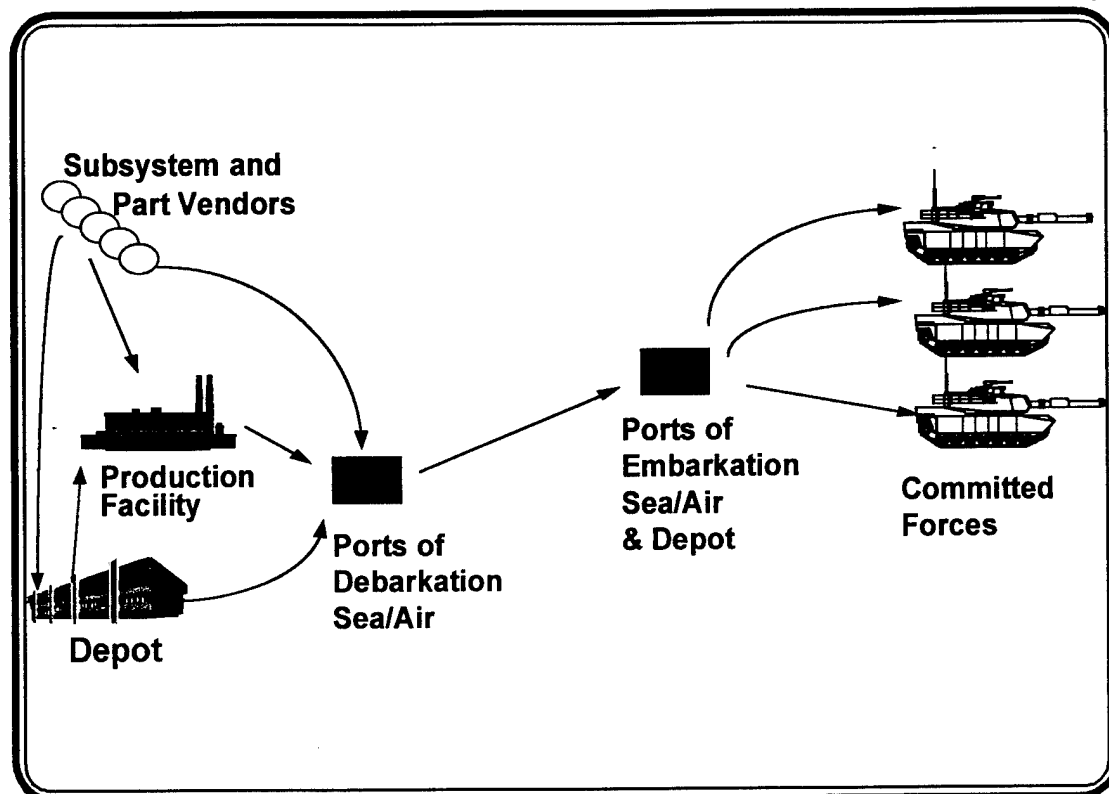 Subsystem and
Part Vendors
Production
Facility
Depot
Ports of
Debarkation
Sea/Air
Ports of
Embarkation
Sea/Air
& Depot
Committed
Forces